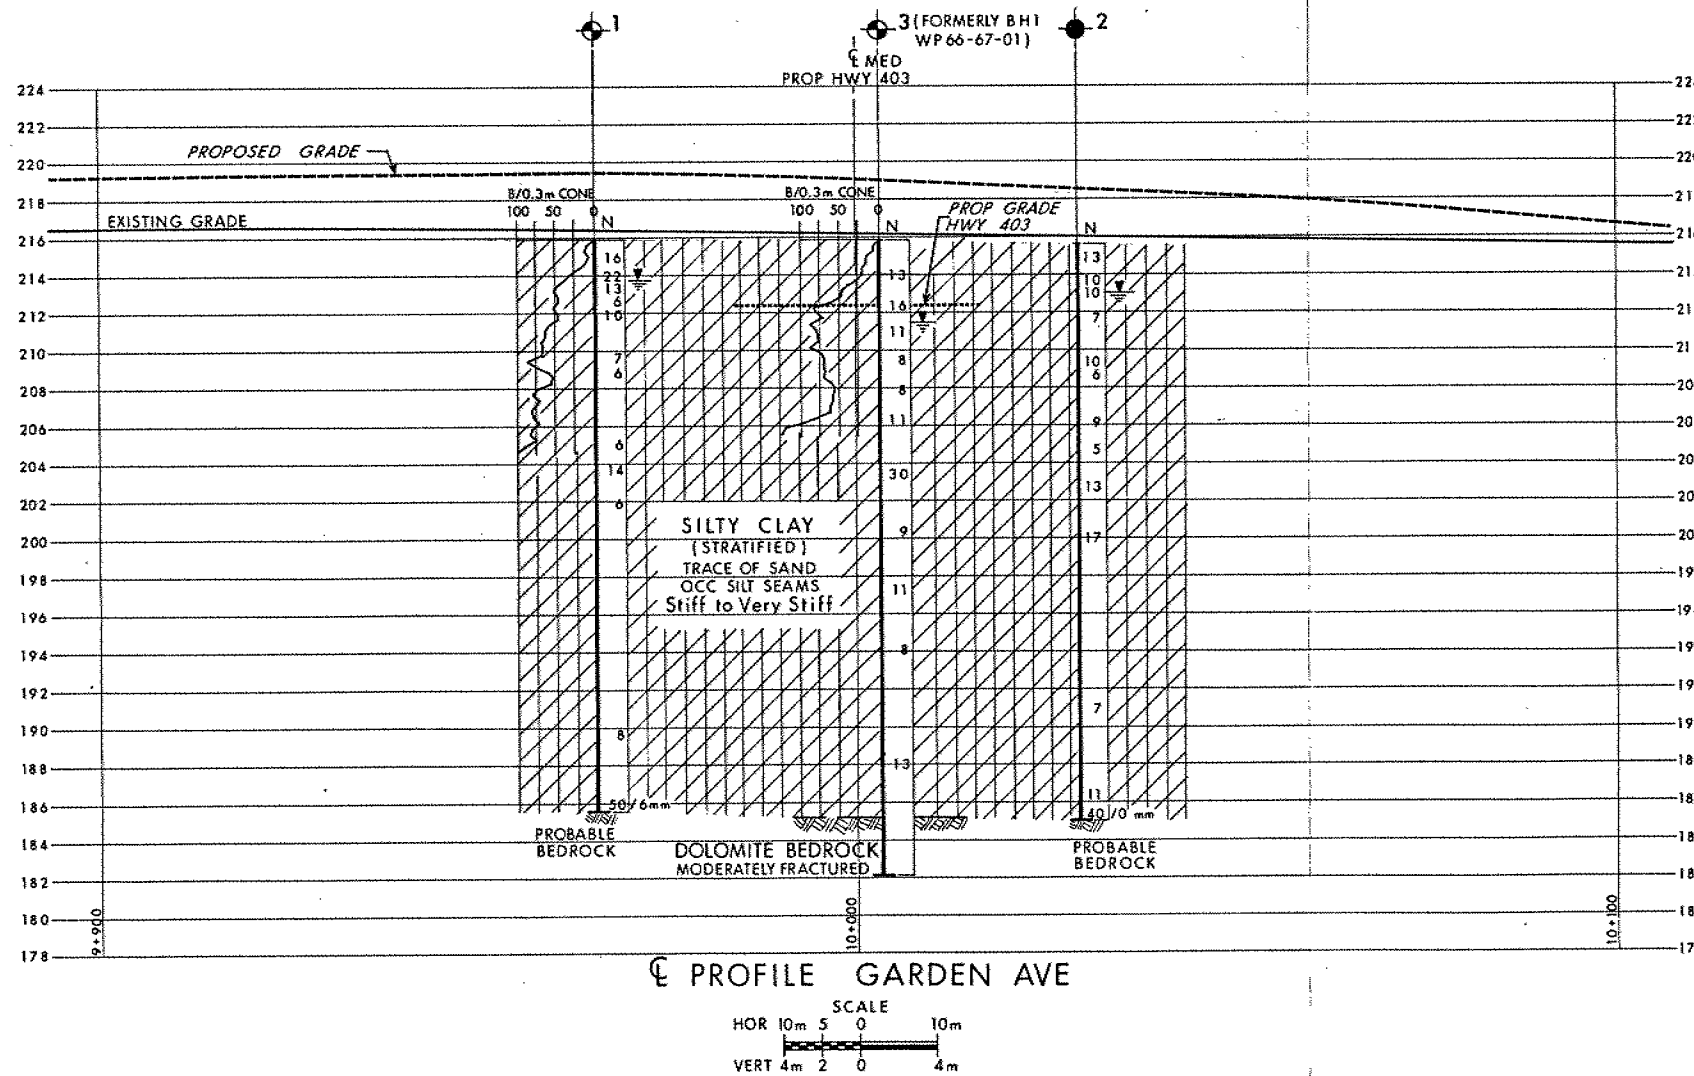 1
3 (FORMERLY BH1
WP 66-67-01)
2
℄ MED
PROP HWY 403
224
222
220
218
216
214
212
210
208
206
204
202
200
198
196
194
192
190
188
186
184
182
180
178
PROPOSED GRADE
EXISTING GRADE
B/0.3m CONE
100 50 0
N
B/0.3m CONE
100 50 0
N
PROP GRADE
HWY 403
N
16
22
13
6
10
7
6
6
14
6
8
50/6mm
13
16
11
8
8
11
30
9
11
8
13
13
10
10
7
10
6
9
5
13
17
7
11
40/0 mm
SILTY CLAY
(STRATIFIED)
TRACE OF SAND
OCC SILT SEAMS
Stiff to Very Stiff
PROBABLE
BEDROCK
DOLOMITE BEDROCK
MODERATELY FRACTURED
PROBABLE
BEDROCK
9+900
10+000
10+100
℄ PROFILE GARDEN AVE
SCALE
HOR 10m 5 0 10m
VERT 4m 2 0 4m